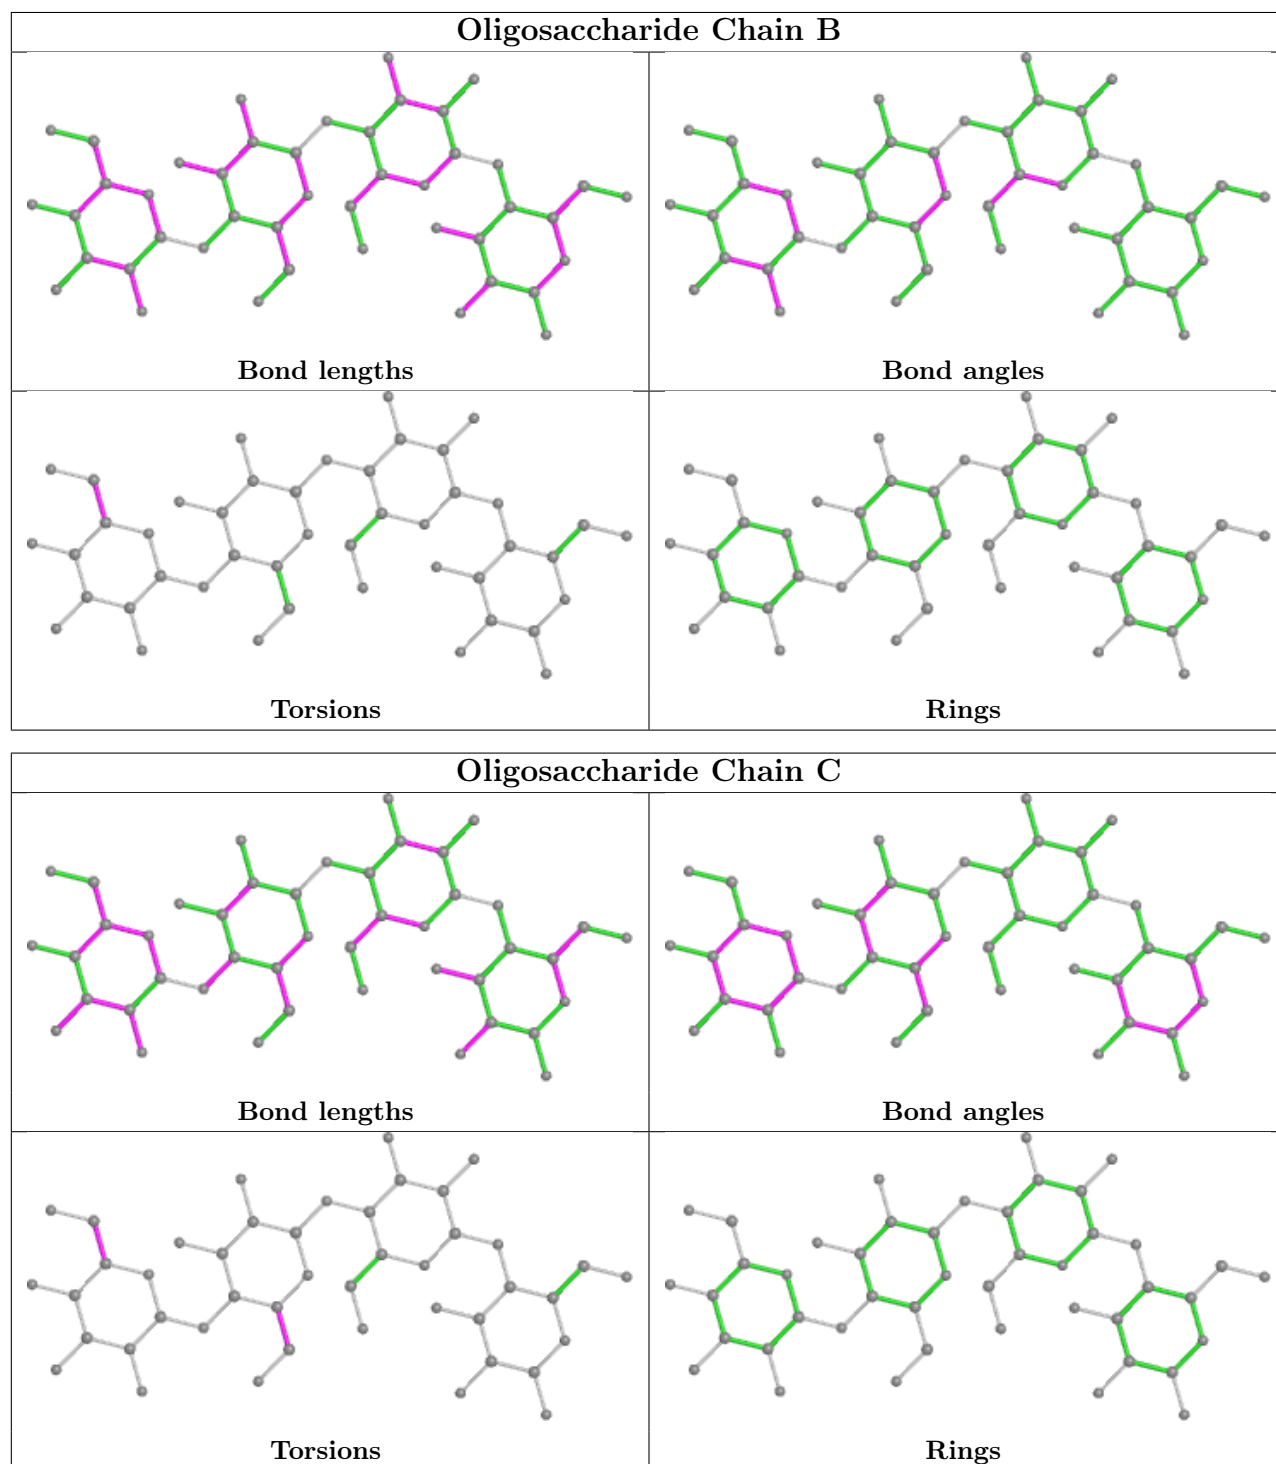 Oligosaccharide Chain B
Bond lengths
Bond angles
Torsions
Rings
Oligosaccharide Chain C
Bond lengths
Bond angles
Torsions
Rings